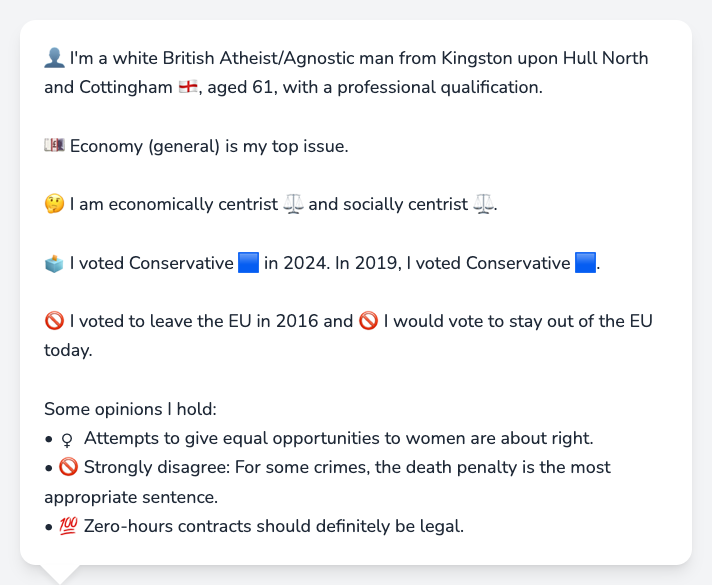 👤 I'm a white British Atheist/Agnostic man from Kingston upon Hull North
and Cottingham 🏴󠁧󠁢󠁥󠁮󠁧󠁿, aged 61, with a professional qualification.
💷 Economy (general) is my top issue.
🤔 I am economically centrist ⚖️ and socially centrist ⚖️.
🗳️ I voted Conservative 🟦 in 2024. In 2019, I voted Conservative 🟦.
🚫 I voted to leave the EU in 2016 and 🚫 I would vote to stay out of the EU
today.
Some opinions I hold:
• ♀ Attempts to give equal opportunities to women are about right.
• 🚫 Strongly disagree: For some crimes, the death penalty is the most
appropriate sentence.
• 💯 Zero-hours contracts should definitely be legal.